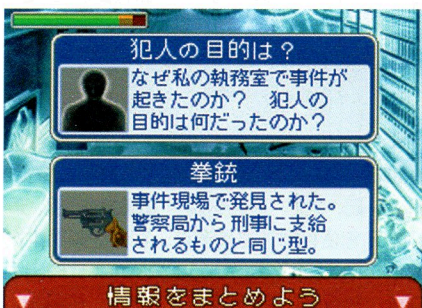 犯人の目的は？
なぜ私の執務室で事件が
起きたのか？　犯人の
目的は何だったのか？
拳銃
事件現場で発見された。
警察局から刑事に支給
されるものと同じ型。
情報をまとめよう